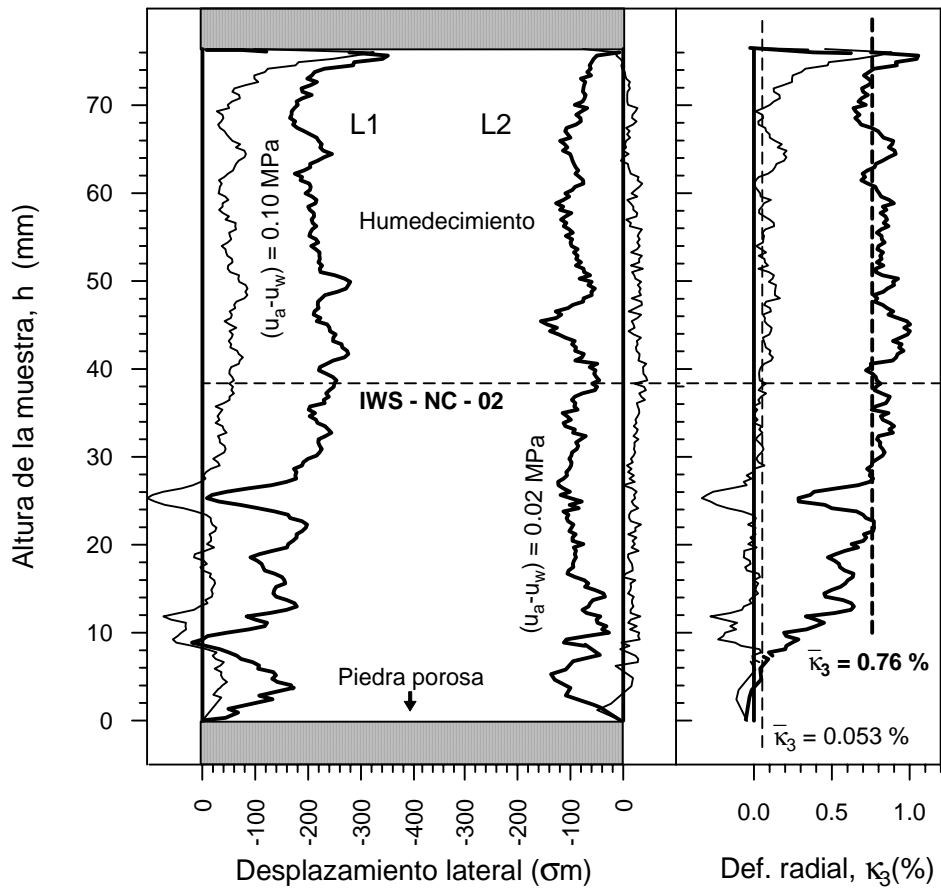 Altura de la muestra, h (mm)
70
60
50
40
30
20
10
0
L1
L2
(uₐ-u_w) = 0.10 MPa
Humedecimiento
IWS - NC - 02
(uₐ-u_w) = 0.02 MPa
Piedra porosa
κ̅₃ = 0.76 %
κ̅₃ = 0.053 %
0 -100 -200 -300 -400 -300 -200 -100 0
0.0 0.5 1.0
Desplazamiento lateral (σm)
Def. radial, κ₃(%)